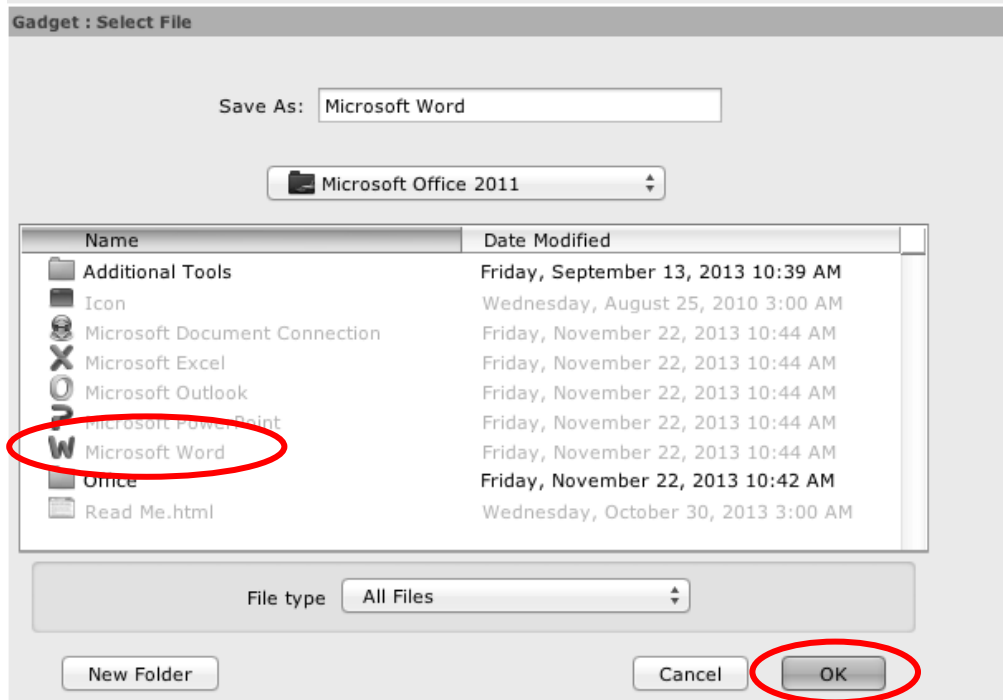 Gadget : Select File
Save As: Microsoft Word
Microsoft Office 2011
Name Date Modified
Additional Tools Friday, September 13, 2013 10:39 AM
Icon Wednesday, August 25, 2010 3:00 AM
Microsoft Document Connection Friday, November 22, 2013 10:44 AM
Microsoft Excel Friday, November 22, 2013 10:44 AM
Microsoft Outlook Friday, November 22, 2013 10:44 AM
Microsoft PowerPoint Friday, November 22, 2013 10:44 AM
Microsoft Word Friday, November 22, 2013 10:44 AM
Office Friday, November 22, 2013 10:42 AM
Read Me.html Wednesday, October 30, 2013 3:00 AM
File type All Files
New Folder Cancel OK